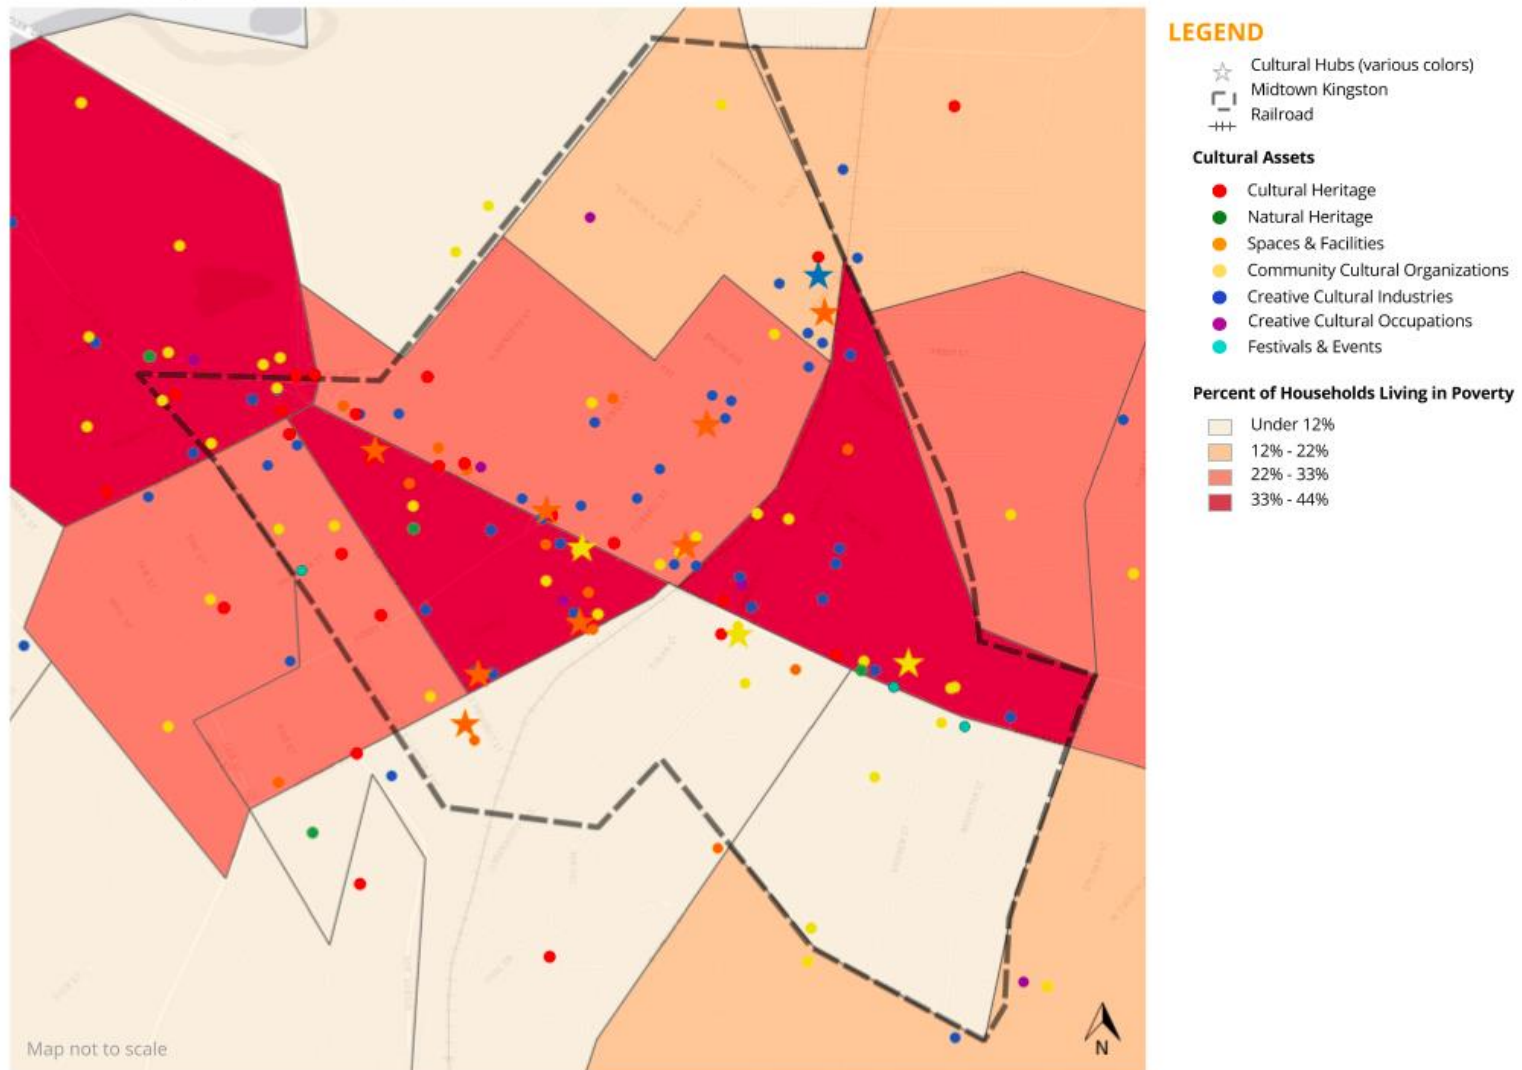 LEGEND
Cultural Hubs (various colors)
Midtown Kingston
Railroad
Cultural Assets
Cultural Heritage
Natural Heritage
Spaces & Facilities
Community Cultural Organizations
Creative Cultural Industries
Creative Cultural Occupations
Festivals & Events
Percent of Households Living in Poverty
Under 12%
12% - 22%
22% - 33%
33% - 44%
Map not to scale
N